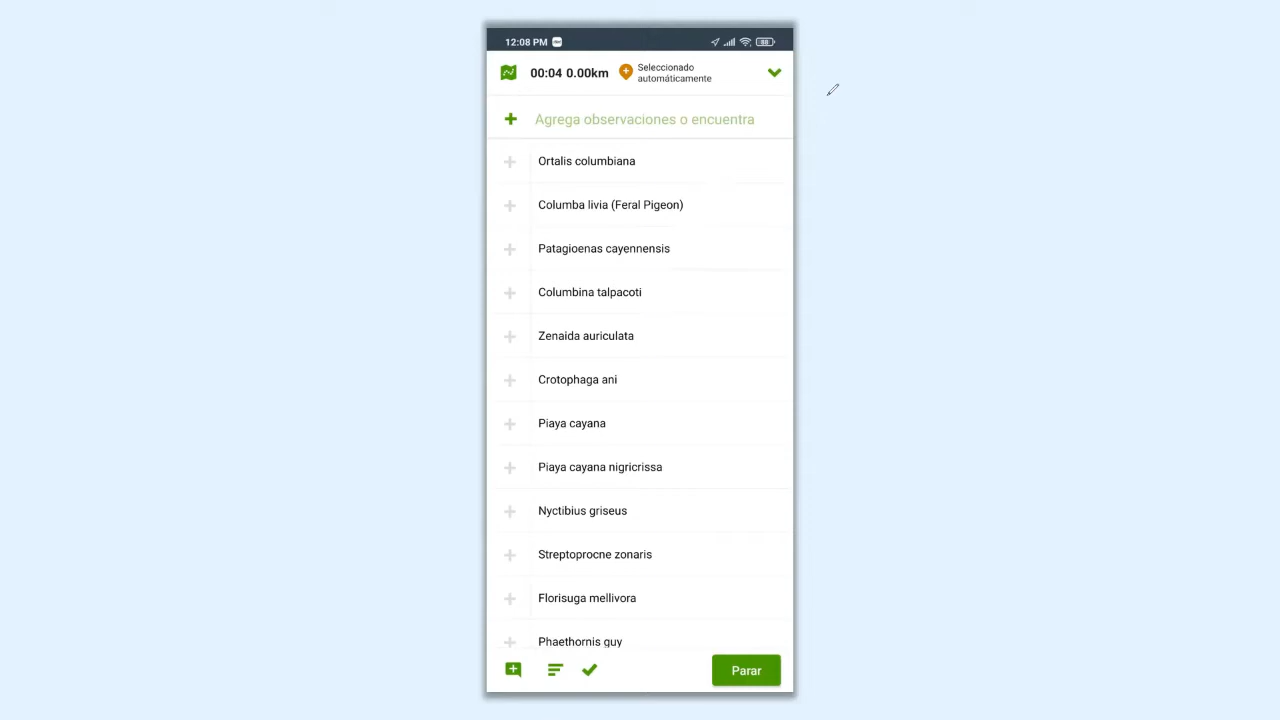 12:08 PM
00:04 0.00km
Seleccionado
automáticamente
Agrega observaciones o encuentra
Ortalis columbiana
Columba livia (Feral Pigeon)
Patagioenas cayennensis
Columbina talpacoti
Zenaida auriculata
Crotophaga ani
Piaya cayana
Piaya cayana nigricrissa
Nyctibius griseus
Streptoprocne zonaris
Florisuga mellivora
Phaethornis guy
Parar